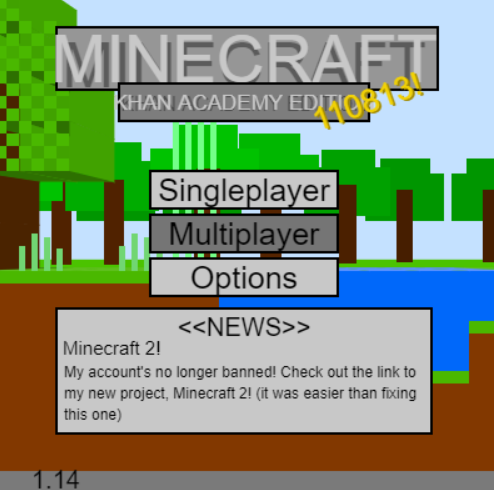 MINECRAFT
KHAN ACADEMY EDITION
110813!
Singleplayer
Multiplayer
Options
<<NEWS>>
Minecraft 2!
My account's no longer banned! Check out the link to
my new project, Minecraft 2! (it was easier than fixing
this one)
1.14